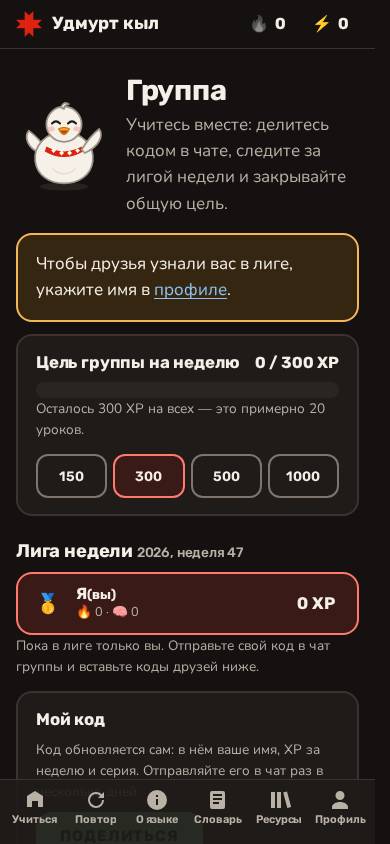 Удмурт кыл
0
0
Группа
Учитесь вместе: делитесь
кодом в чате, следите за
лигой недели и закрывайте
общую цель.
Чтобы друзья узнали вас в лиге,
укажите имя в профиле.
Цель группы на неделю 0 / 300 XP
Осталось 300 XP на всех — это примерно 20
уроков.
150 300 500 1000
Лига недели 2026, неделя 47
Я(вы)
0 · 0
0 XP
Пока в лиге только вы. Отправьте свой код в чат
группы и вставьте коды друзей ниже.
Мой код
Код обновляется сам: в нём ваше имя, XP за
неделю и серия. Отправляйте его в чат раз в
несколько дней.
ПОДЕЛИТЬСЯ
Учиться Повтор О языке Словарь Ресурсы Профиль